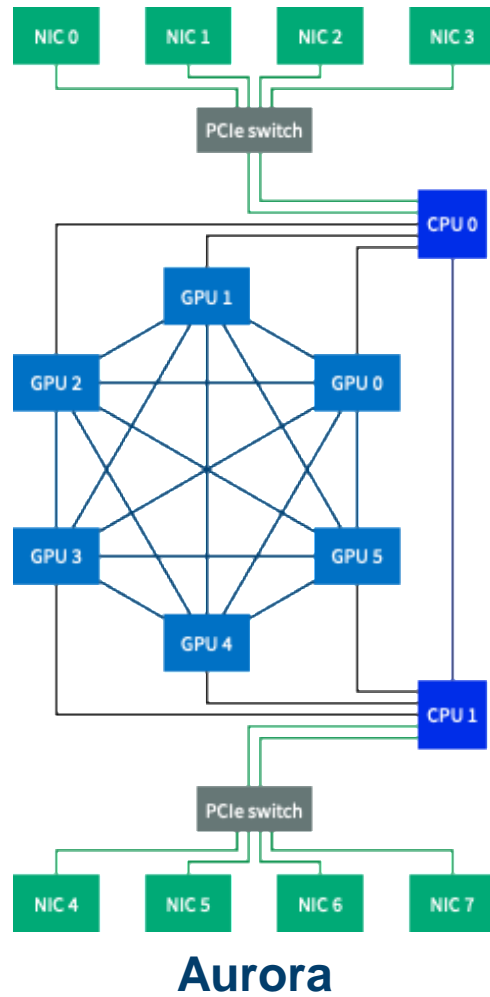 NIC 0
NIC 1
NIC 2
NIC 3
PCIe switch
CPU 0
GPU 1
GPU 2
GPU 0
GPU 3
GPU 5
GPU 4
CPU 1
PCIe switch
NIC 4
NIC 5
NIC 6
NIC 7
Aurora